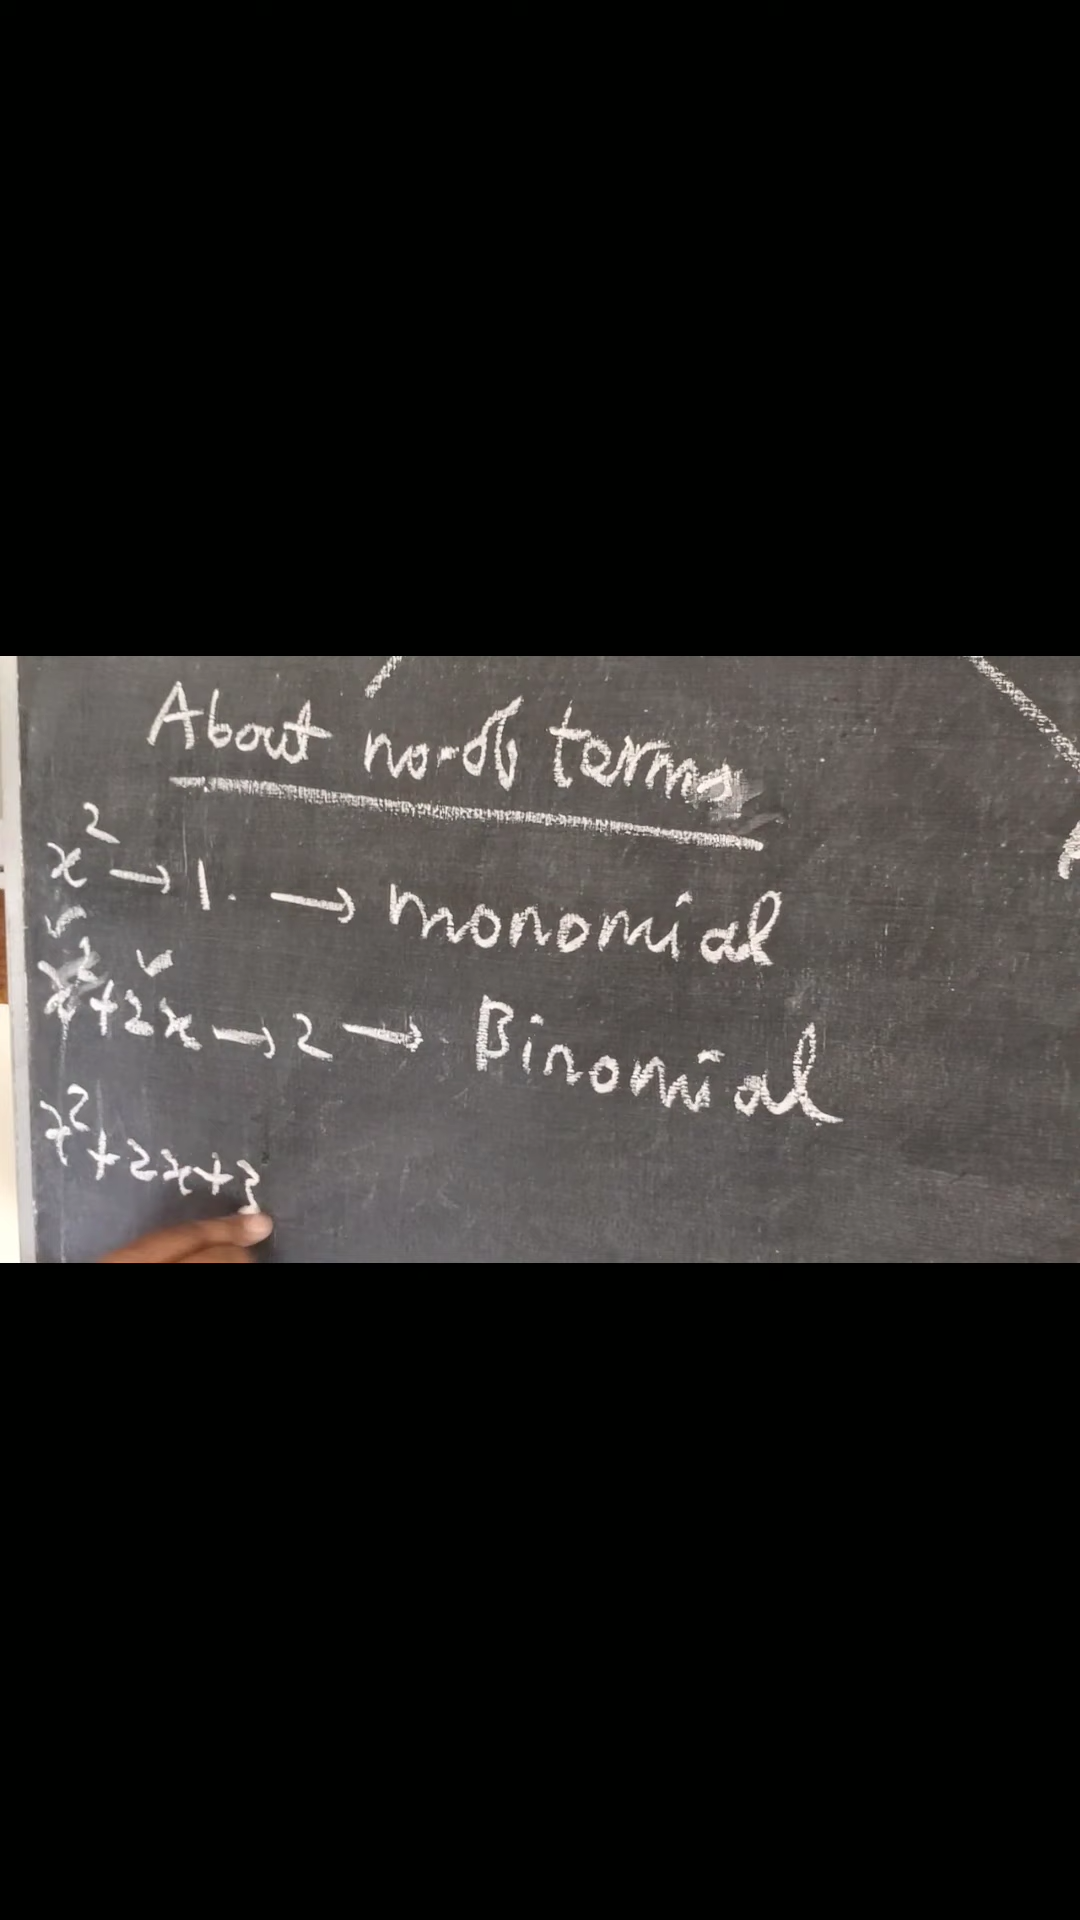 About no. of terms
x² → 1. → monomial
x² + 2x → 2 → Binomial
x² + 2x + 3